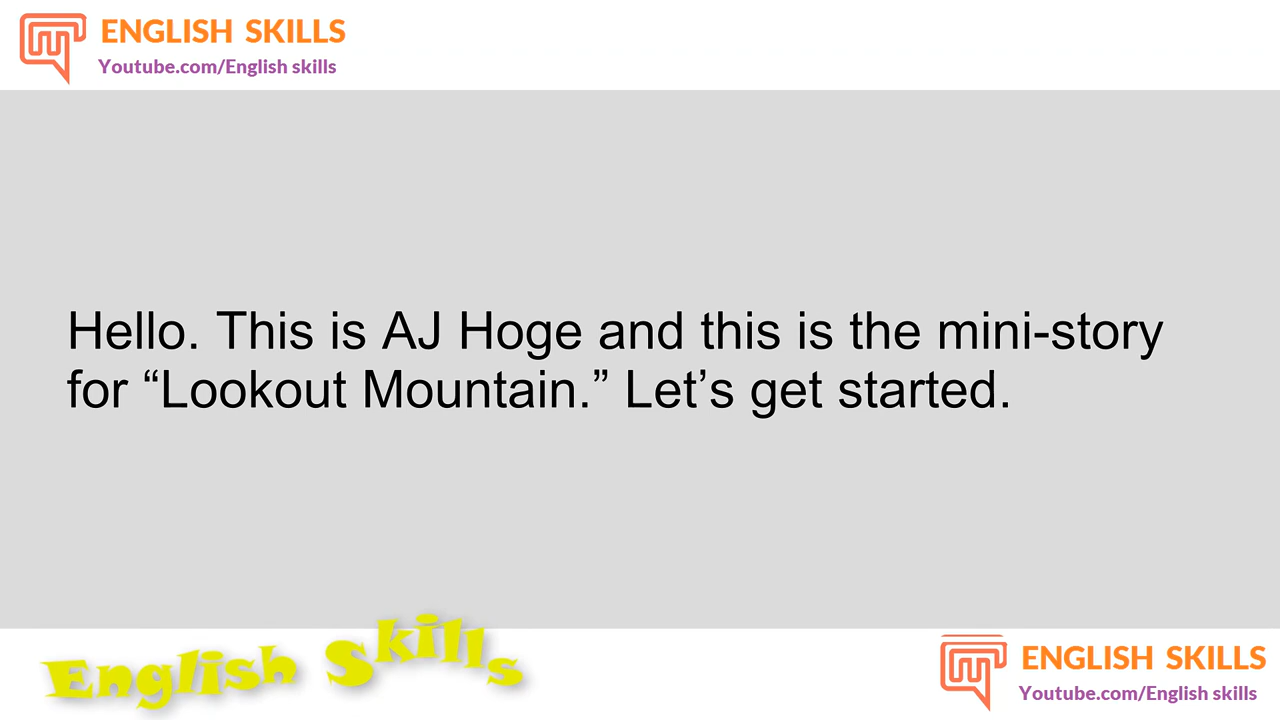 ENGLISH SKILLS
Youtube.com/English skills
Hello. This is AJ Hoge and this is the mini-story
for “Lookout Mountain.” Let’s get started.
English Skills
ENGLISH SKILLS
Youtube.com/English skills